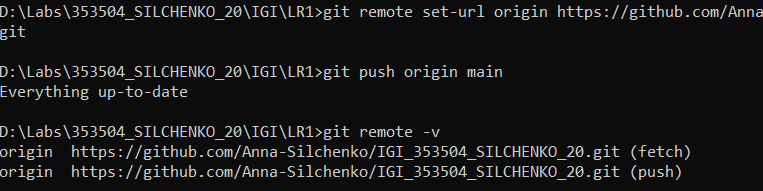 D:\Labs\353504_SILCHENKO_20\IGI\LR1>git remote set-url origin https://github.com/Anna
git
D:\Labs\353504_SILCHENKO_20\IGI\LR1>git push origin main
Everything up-to-date
D:\Labs\353504_SILCHENKO_20\IGI\LR1>git remote -v
origin  https://github.com/Anna-Silchenko/IGI_353504_SILCHENKO_20.git (fetch)
origin  https://github.com/Anna-Silchenko/IGI_353504_SILCHENKO_20.git (push)